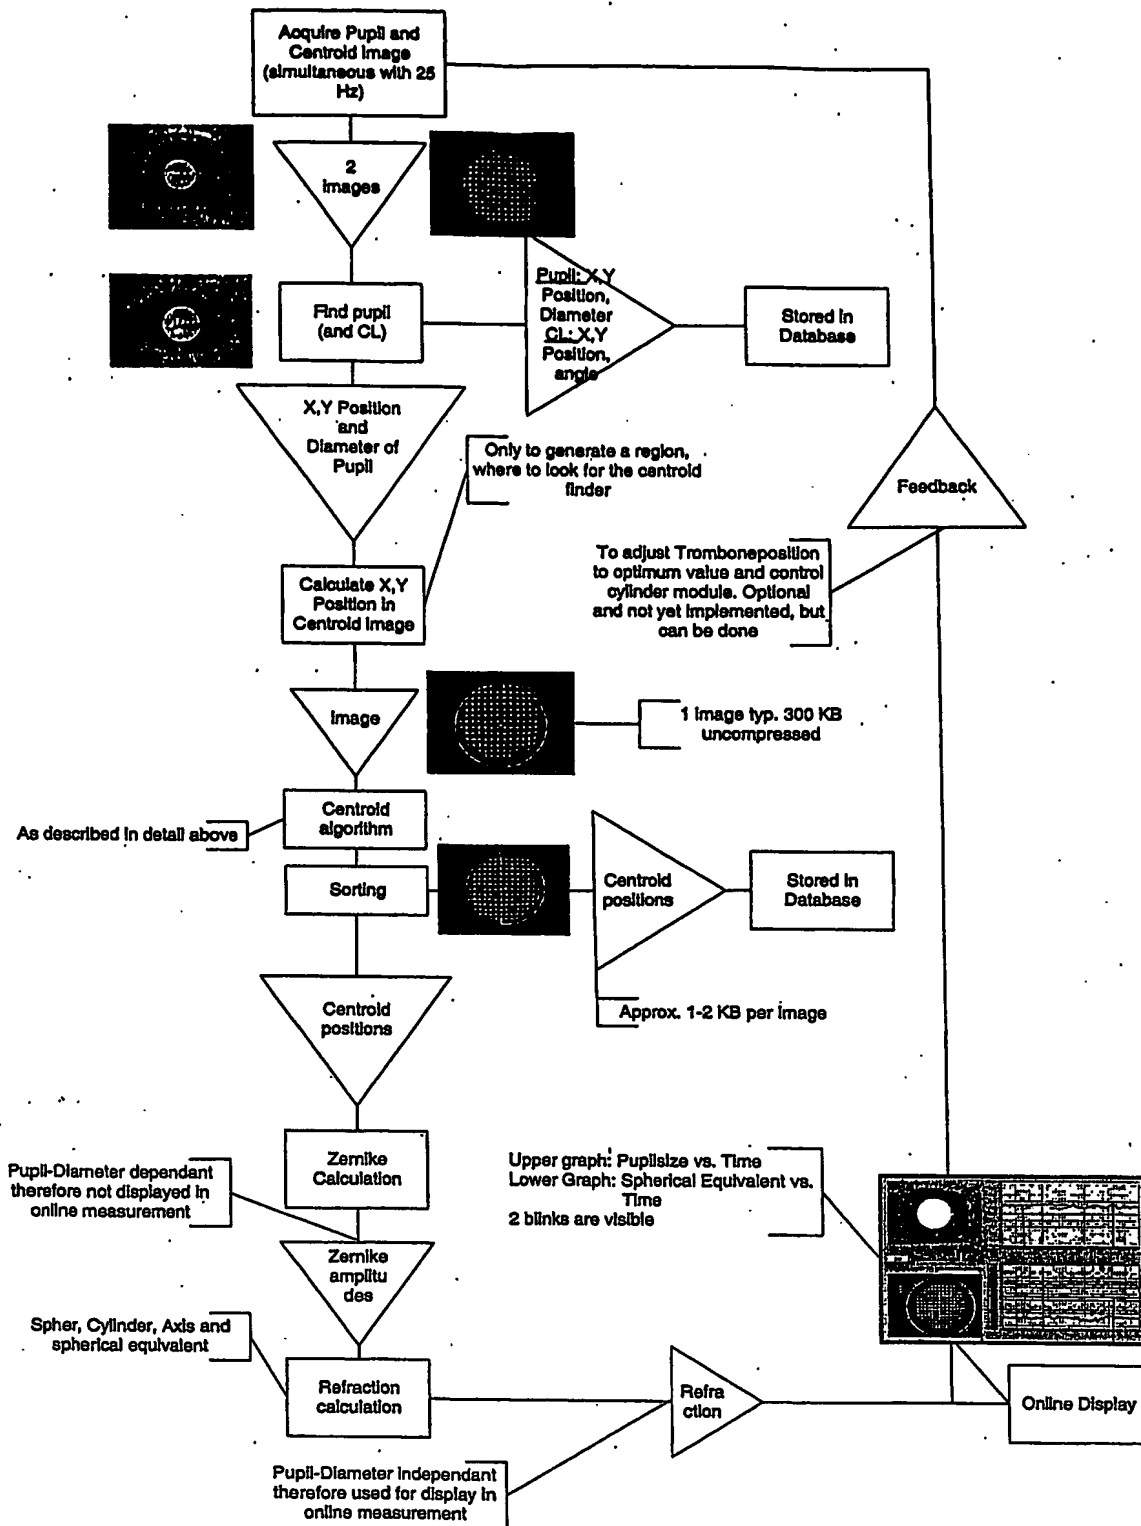 Acquire Pupil and
Centroid Image
(simultaneous with 25
Hz)
2
images
Find pupil
(and CL)
Pupil: X,Y
Position,
Diameter
CL: X,Y
Position,
angle
Stored in
Database
X,Y Position
and
Diameter of
Pupil
Only to generate a region,
where to look for the centroid
finder
Feedback
To adjust Tromboneposition
to optimum value and control
cylinder module. Optional
and not yet implemented, but
can be done
Calculate X,Y
Position in
Centroid Image
Image
1 Image typ. 300 KB
uncompressed
Centroid
algorithm
As described in detail above
Sorting
Centroid
positions
Stored in
Database
Approx. 1-2 KB per image
Centroid
positions
Zernike
Calculation
Pupil-Diameter dependant
therefore not displayed in
online measurement
Upper graph: Pupilsize vs. Time
Lower Graph: Spherical Equivalent vs.
Time
2 blinks are visible
Zernike
amplitu
des
Spher, Cylinder, Axis and
spherical equivalent
Refraction
calculation
Refra
ction
Online Display
Pupil-Diameter independant
therefore used for display in
online measurement